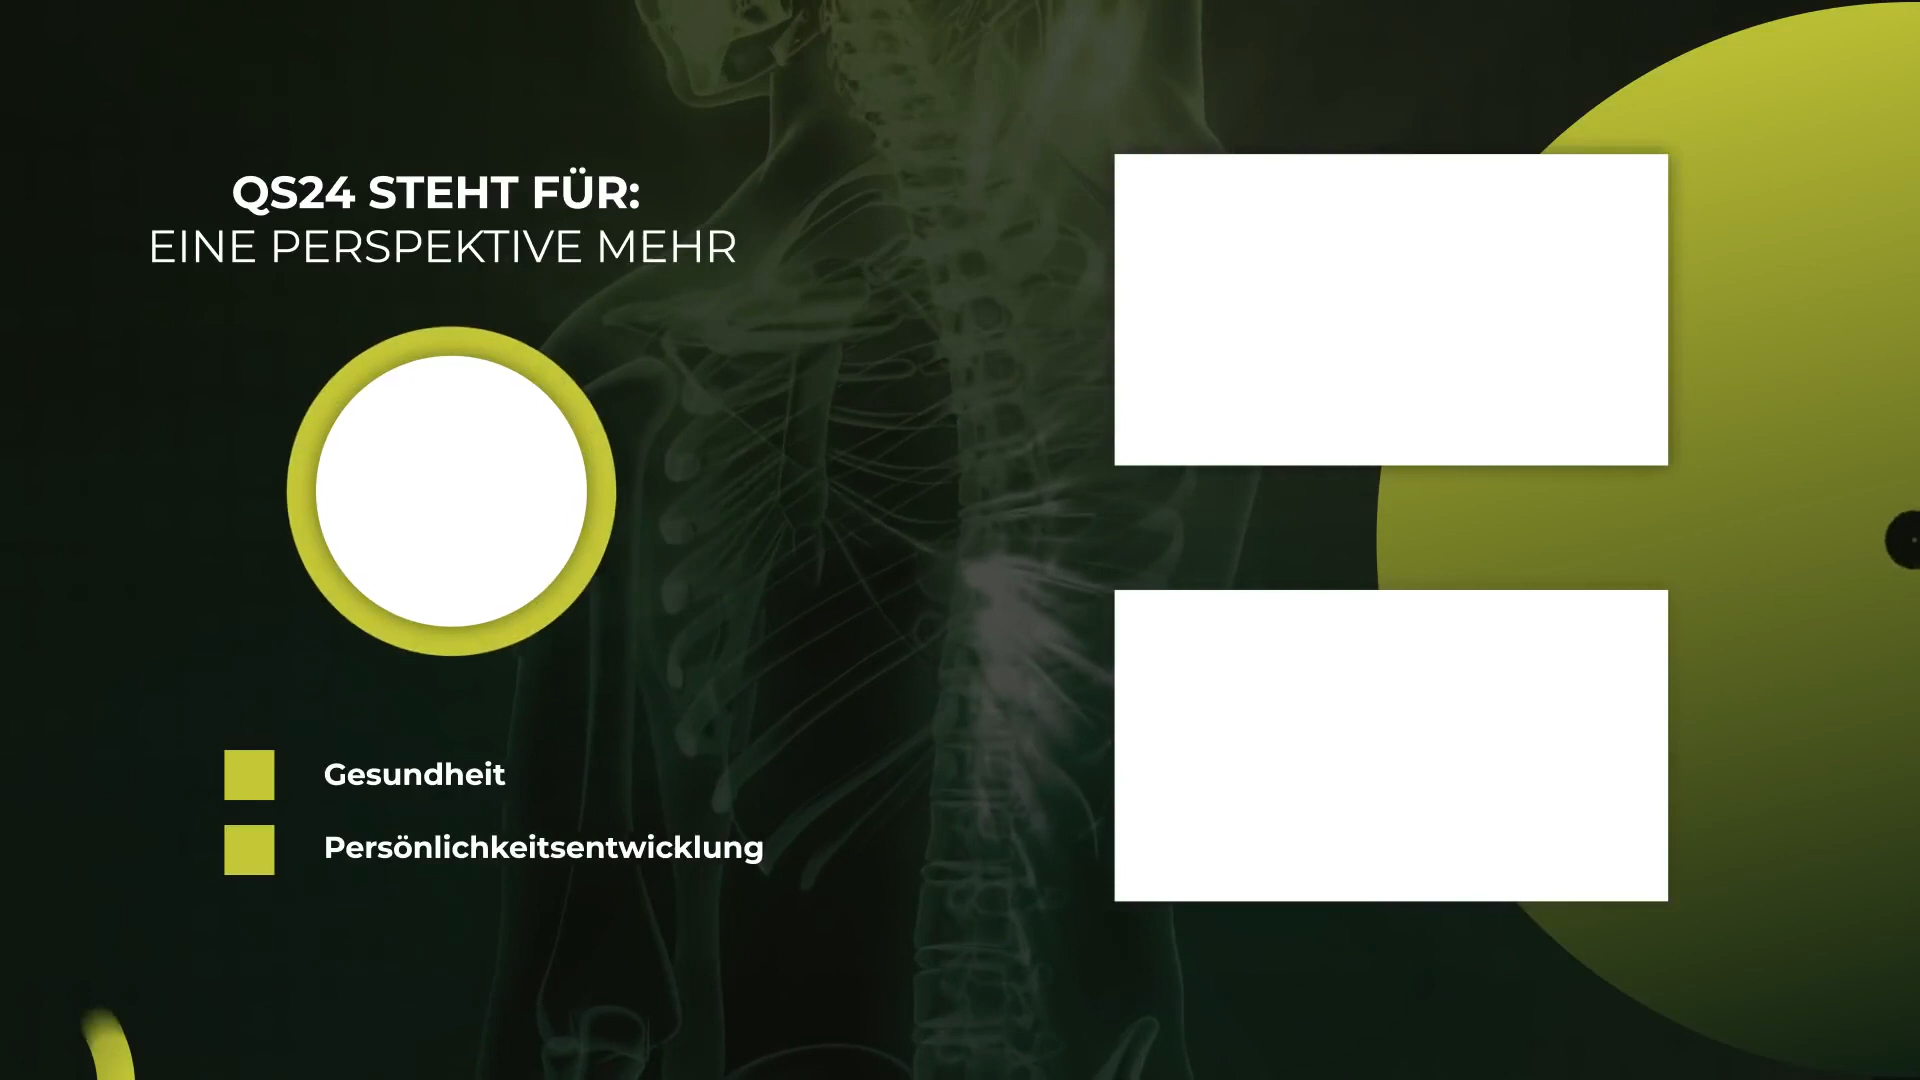 QS24 STEHT FÜR:
EINE PERSPEKTIVE MEHR
Gesundheit
Persönlichkeitsentwicklung